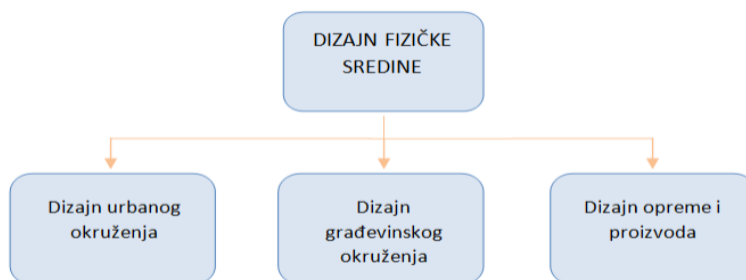 DIZAJN FIZIČKE
SREDINE
Dizajn urbanog
okruženja
Dizajn
građevinskog
okruženja
Dizajn opreme i
proizvoda